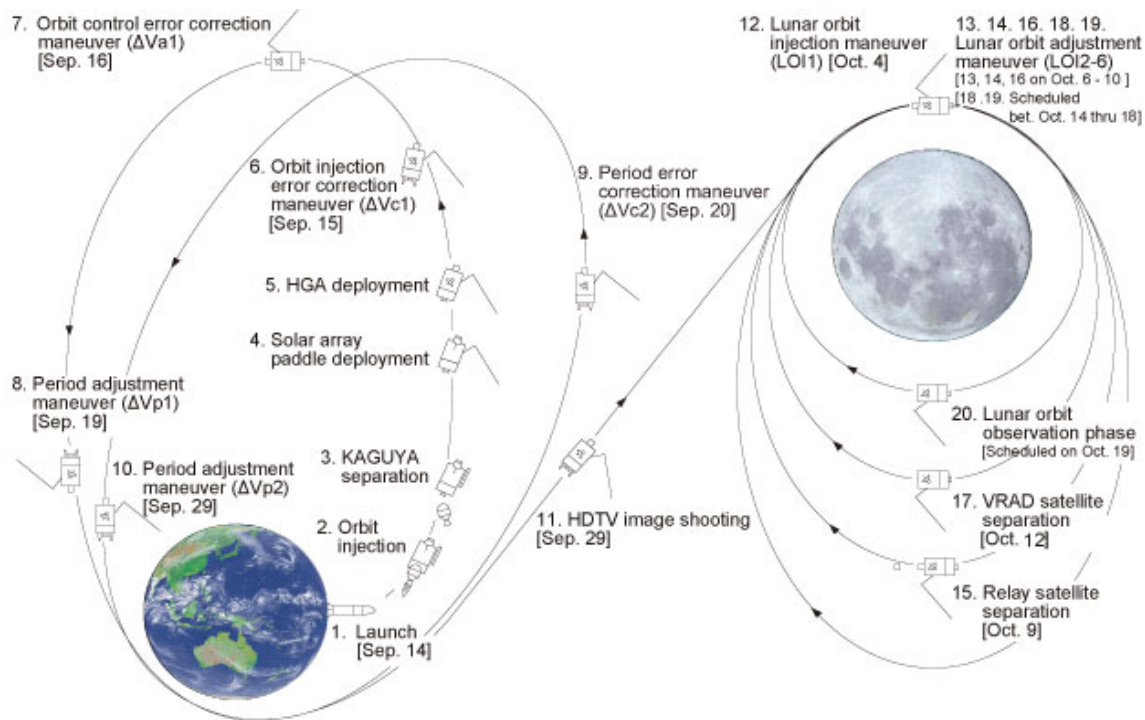 7. Orbit control error correction
maneuver (ΔVa1)
[Sep. 16]
12. Lunar orbit
injection maneuver
(LOI1) [Oct. 4]
13. 14. 16. 18. 19.
Lunar orbit adjustment
maneuver (LOI2-6)
[13, 14, 16 on Oct. 6 - 10 ]
[18 .19. Scheduled
bet. Oct. 14 thru 18]
6. Orbit injection
error correction
maneuver (ΔVc1)
[Sep. 15]
9. Period error
correction maneuver
(ΔVc2) [Sep. 20]
5. HGA deployment
4. Solar array
paddle deployment
8. Period adjustment
maneuver (ΔVp1)
[Sep. 19]
3. KAGUYA
separation
10. Period adjustment
maneuver (ΔVp2)
[Sep. 29]
2. Orbit
injection
11. HDTV image shooting
[Sep. 29]
1. Launch
[Sep. 14]
20. Lunar orbit
observation phase
[Scheduled on Oct. 19]
17. VRAD satellite
separation
[Oct. 12]
15. Relay satellite
separation
[Oct. 9]